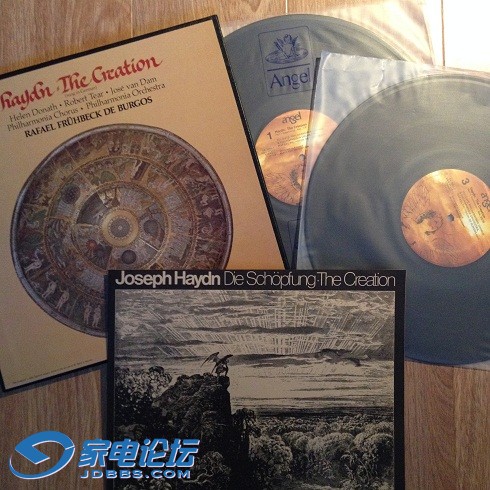 Haydn · The Creation
Helen Donath · Robert Tear · José van Dam
Philharmonia Chorus · Philharmonia Orchestra
RAFAEL FRÜHBECK DE BURGOS
Angel
angel
1
angel
3
Joseph Haydn Die Schöpfung·The Creation
家电论坛
JDBBS.COM